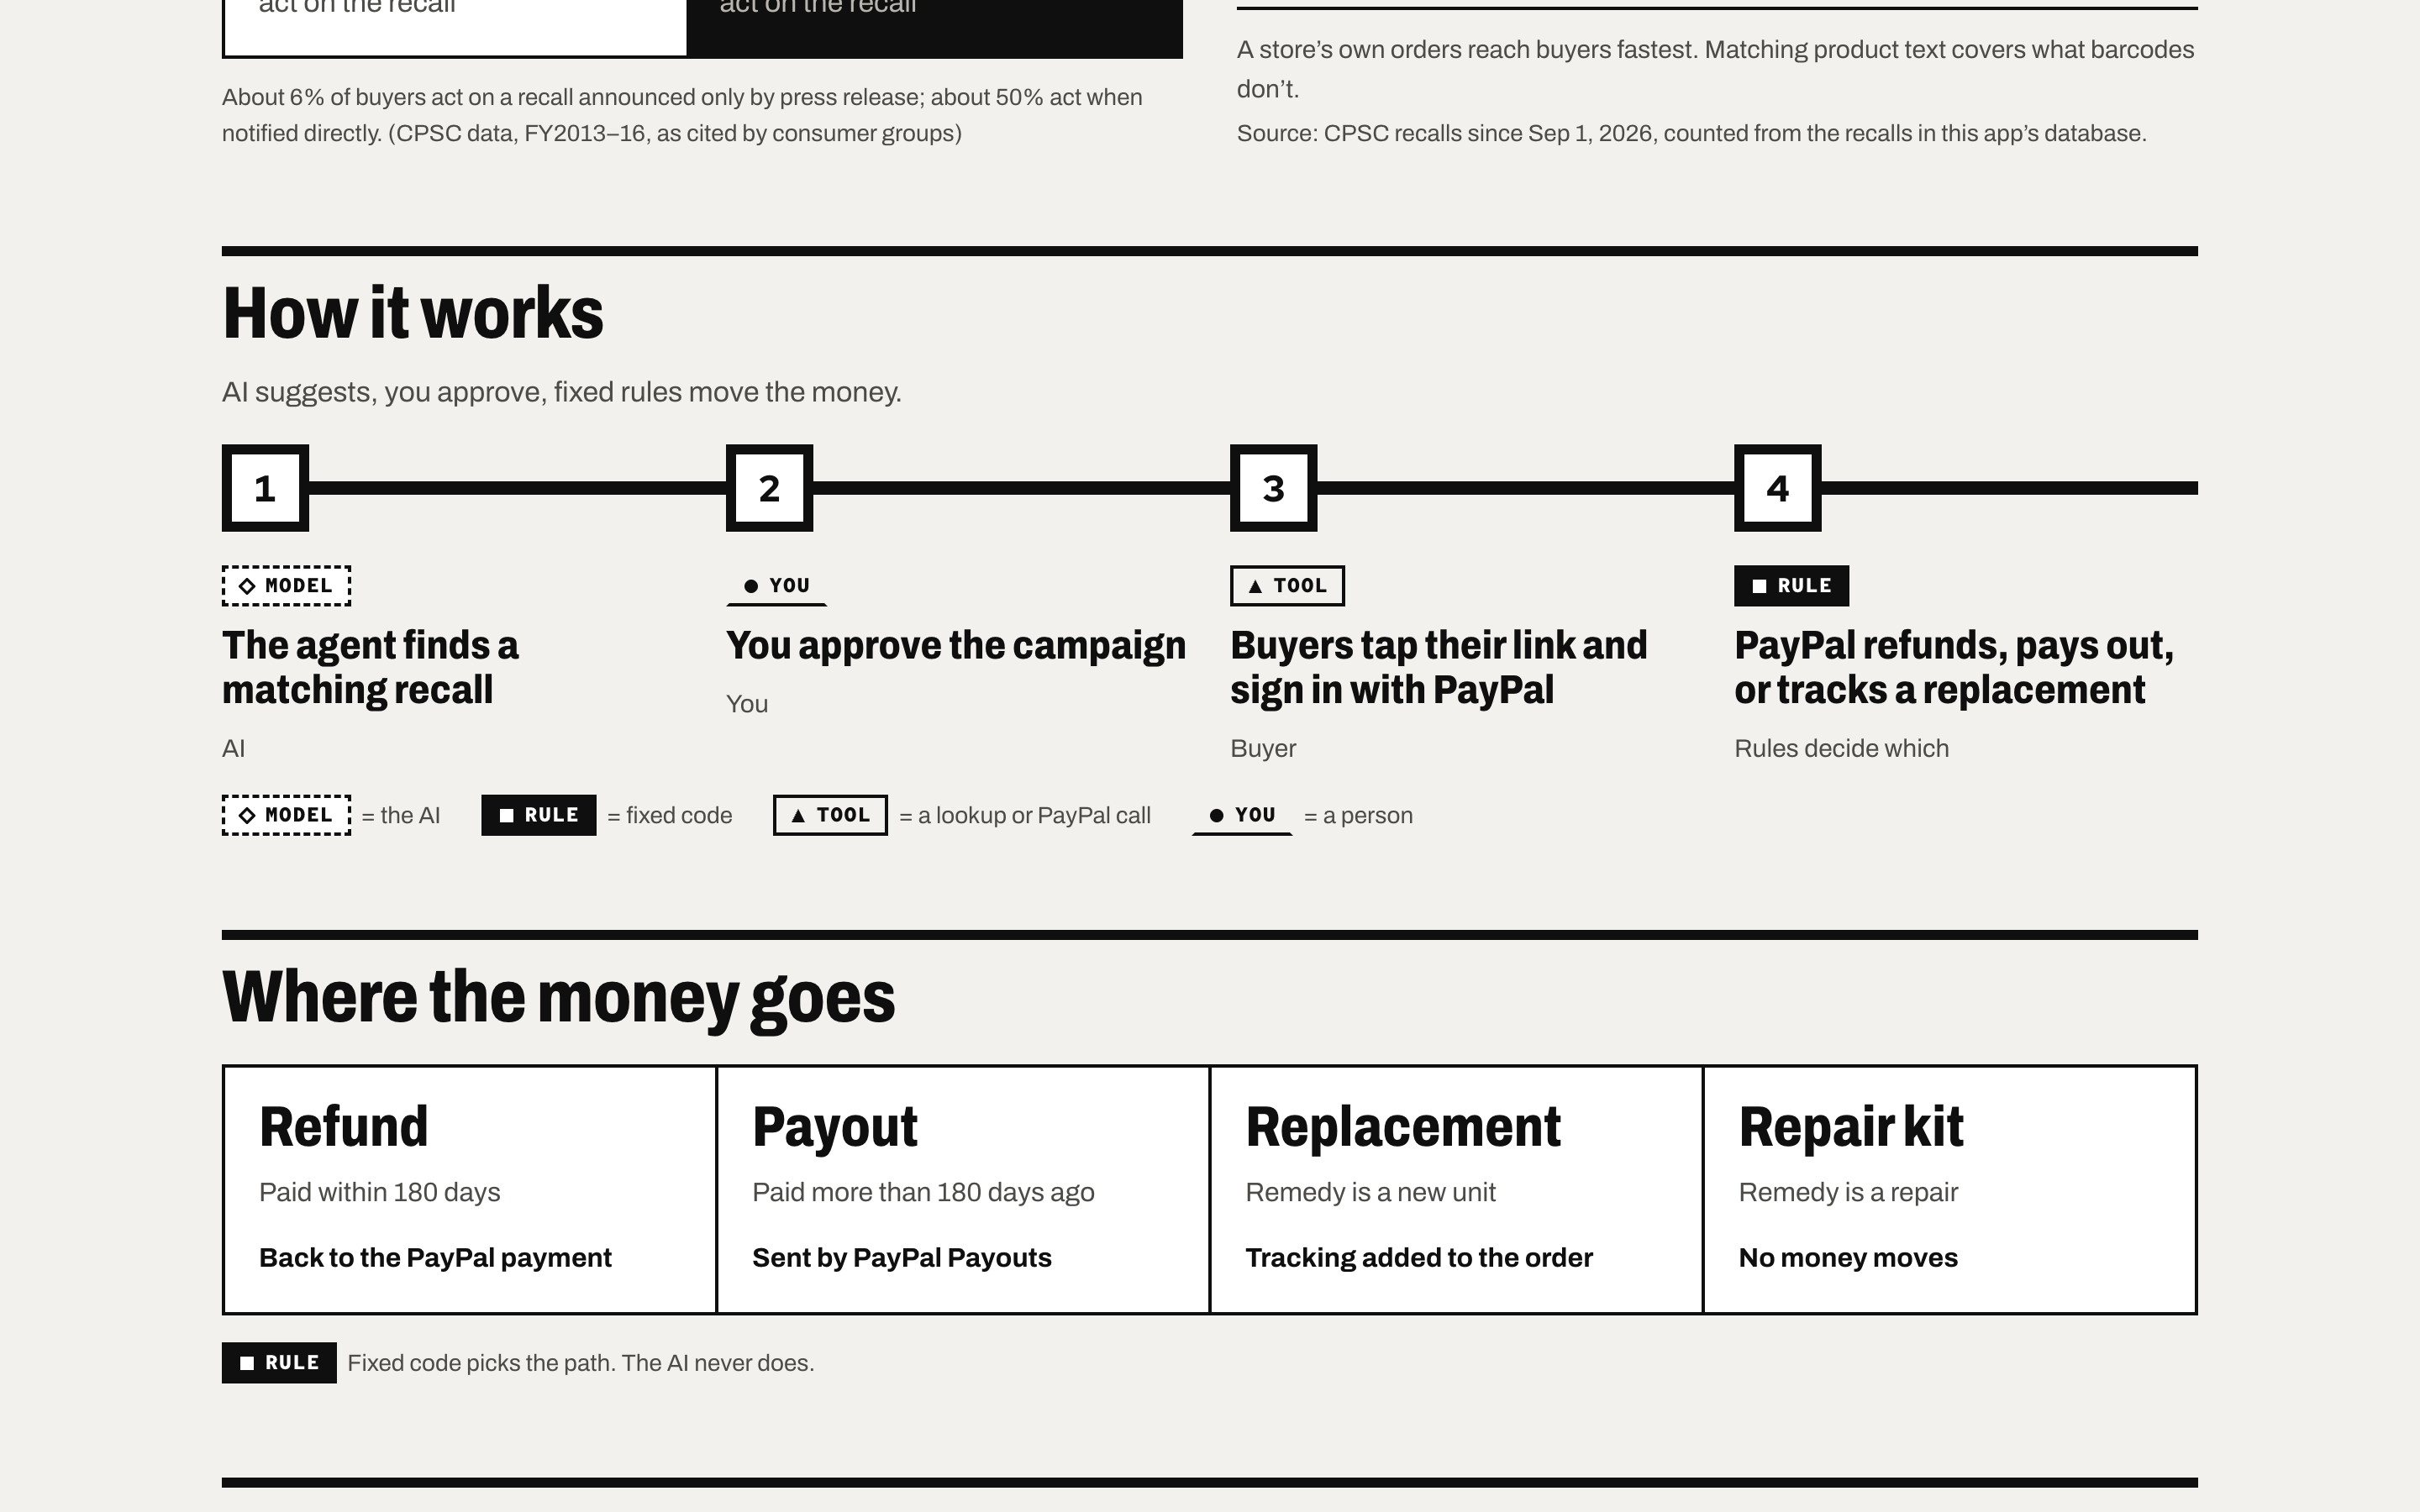 act on the recall
act on the recall
About 6% of buyers act on a recall announced only by press release; about 50% act when
notified directly. (CPSC data, FY2013–16, as cited by consumer groups)
A store’s own orders reach buyers fastest. Matching product text covers what barcodes
don’t.
Source: CPSC recalls since Sep 1, 2026, counted from the recalls in this app’s database.
How it works
AI suggests, you approve, fixed rules move the money.
1
MODEL
The agent finds a
matching recall
AI
2
YOU
You approve the campaign
You
3
TOOL
Buyers tap their link and
sign in with PayPal
Buyer
4
RULE
PayPal refunds, pays out,
or tracks a replacement
Rules decide which
MODEL = the AI RULE = fixed code TOOL = a lookup or PayPal call YOU = a person
Where the money goes
Refund
Paid within 180 days
Back to the PayPal payment
Payout
Paid more than 180 days ago
Sent by PayPal Payouts
Replacement
Remedy is a new unit
Tracking added to the order
Repair kit
Remedy is a repair
No money moves
RULE Fixed code picks the path. The AI never does.